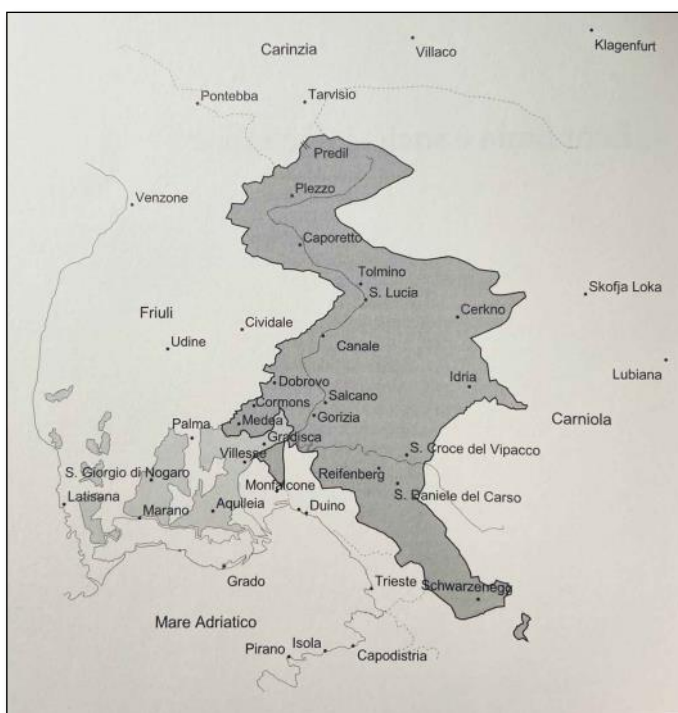 Carinzia
Villaco
Klagenfurt
Pontebba
Tarvisio
Predil
Plezzo
Venzone
Caporetto
Tolmino
S. Lucia
Skofja Loka
Cerkno
Friuli
Cividale
Udine
Canale
Lubiana
Idria
Dobrovo
Salcano
Cormons
Gorizia
Carniola
Medea
Palma
Gradisca
S. Croce del Vipacco
Villesse
Reifenberg
S. Giorgio di Nogaro
Monfalcone
S. Daniele del Carso
Latisana
Marano
Aquileia
Duino
Grado
Trieste
Schwarzenegg
Mare Adriatico
Isola
Pirano
Capodistria